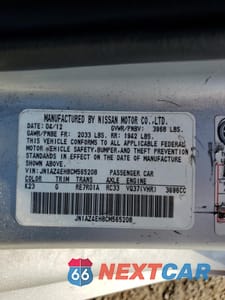 MANUFACTURED BY NISSAN MOTOR CO.,LTD.
DATE:04/12 GVWR/PNBV: 3968 LBS.
GAWR/PNBE FR: 2033 LBS. RR: 1942 LBS.
THIS VEHICLE CONFORMS TO ALL APPLICABLE FEDERAL
MOTOR VEHICLE SAFETY,BUMPER,AND THEFT PREVENTION
STANDARDS IN EFFECT ON THE DATE OF MANUFACTURE
SHOWN ABOVE.
VIN:JN1AZ4EH8CM565208 PASSENGER CAR
COLOR TRIM TRANS AXLE ENGINE
K23 G RE7R01A RC33 VQ37(VHR) 3696CC
JN1AZ4EH8CM565208
66 NEXTCAR